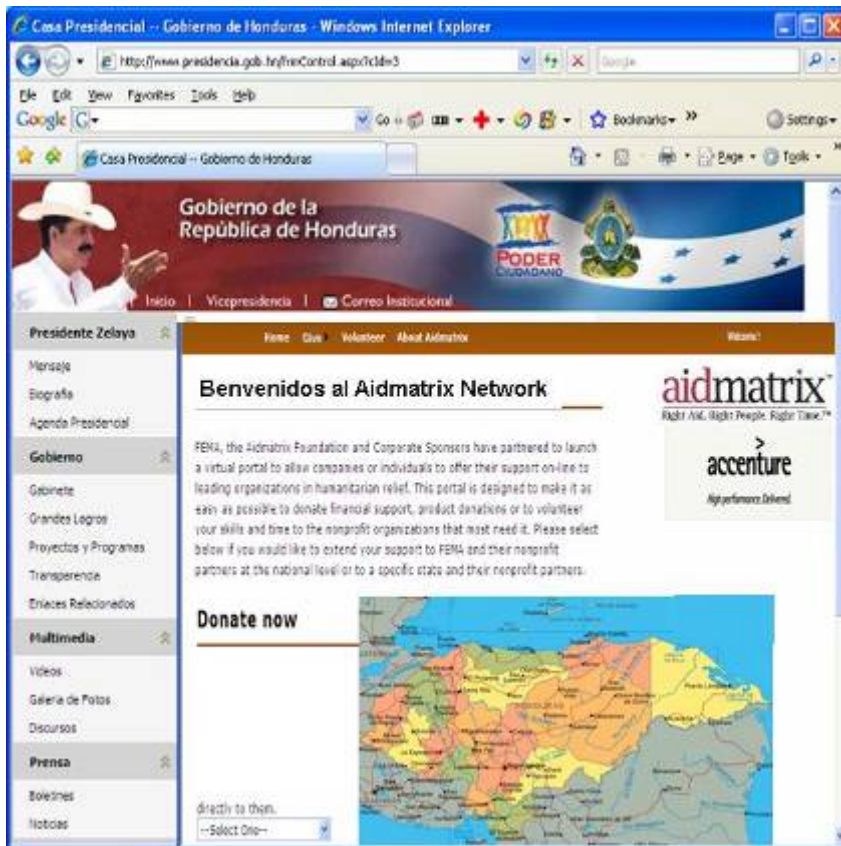 Casa Presidencial -- Gobierno de Honduras - Windows Internet Explorer
http://www.presidencia.gob.hn/frmControl.aspx?cId=3
Google
File Edit View Favorites Tools Help
Google G Go Bookmarks Settings
Casa Presidencial -- Gobierno de Honduras Page Tools
Gobierno de la
República de Honduras
PODER
CIUDADANO
Inicio | Vicepresidencia | Correo Institucional
Presidente Zelaya
Mensaje
Biografía
Agenda Presidencial
Gobierno
Gabinete
Grandes Logros
Proyectos y Programas
Transparencia
Enlaces Relacionados
Multimedia
Videos
Galeria de Fotos
Discursos
Prensa
Boletines
Noticias
Home Give Volunteer About Aidmatrix Welcome!
Benvenidos al Aidmatrix Network
aidmatrix™
Right Aid. Right People. Right Time.™
accenture
High performance. Delivered.
FEMA, the Aidmatrix Foundation and Corporate Sponsors have partnered to launch
a virtual portal to allow companies or individuals to offer their support on-line to
leading organizations in humanitarian relief. This portal is designed to make it as
easy as possible to donate financial support, product donations or to volunteer
your skills and time to the nonprofit organizations that most need it. Please select
below if you would like to extend your support to FEMA and their nonprofit
partners at the national level or to a specific state and their nonprofit partners.
Donate now
directly to them.
--Select One--
HONDURAS